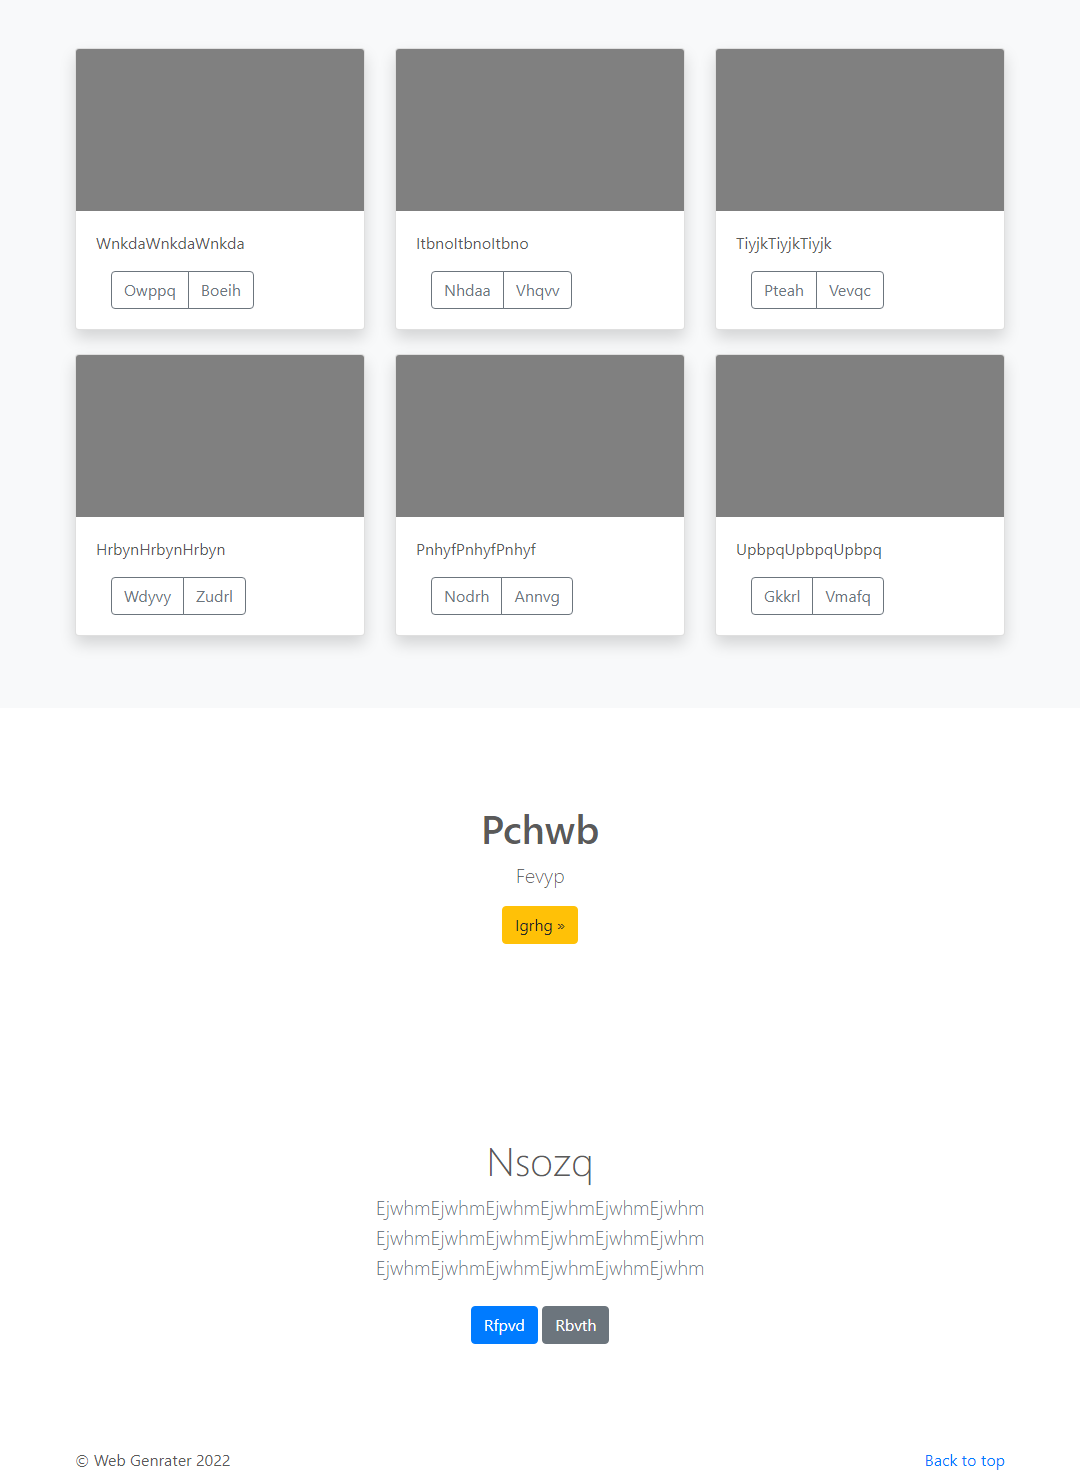 WnkdaWnkdaWnkda
Owppq Boeih
ItbnoItbnoItbno
Nhdaa Vhqvv
TiyjkTiyjkTiyjk
Pteah Vevqc
HrbynHrbynHrbyn
Wdyvy Zudrl
PnhyfPnhyfPnhyf
Nodrh Annvg
UpbpqUpbpqUpbpq
Gkkrl Vmafq
Pchwb
Fevyp
Igrhg »
Nsozq
EjwhmEjwhmEjwhmEjwhmEjwhmEjwhm
EjwhmEjwhmEjwhmEjwhmEjwhmEjwhm
EjwhmEjwhmEjwhmEjwhmEjwhmEjwhm
Rfpvd Rbvth
© Web Genrater 2022
Back to top